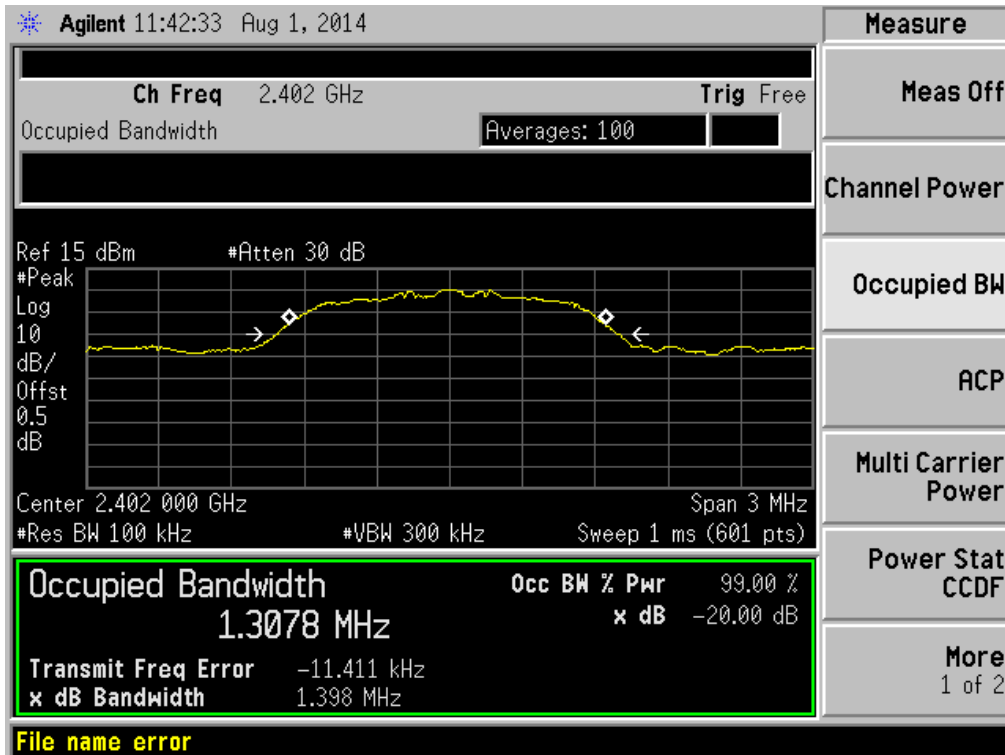 Agilent 11:42:33 Aug 1, 2014
Measure
Ch Freq 2.402 GHz
Trig Free
Occupied Bandwidth
Averages: 100
Meas Off
Channel Power
Occupied BW
ACP
Multi Carrier
Power
Power Stat
CCDF
More
1 of 2
Ref 15 dBm
#Atten 30 dB
#Peak
Log
10
dB/
Offst
0.5
dB
Center 2.402 000 GHz
Span 3 MHz
#Res BW 100 kHz
#VBW 300 kHz
Sweep 1 ms (601 pts)
Occupied Bandwidth
1.3078 MHz
Occ BW % Pwr 99.00 %
x dB -20.00 dB
Transmit Freq Error -11.411 kHz
x dB Bandwidth 1.398 MHz
File name error